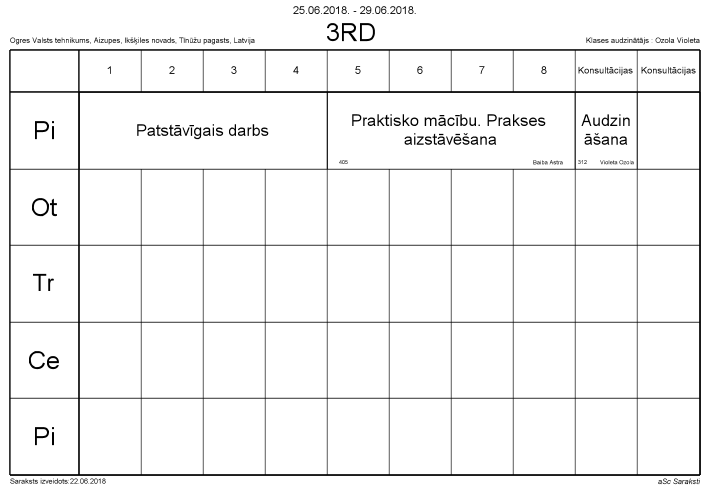 25.06.2018. - 29.06.2018.
3RD
Ogres Valsts tehnikums, Aizupes, Ikšķiles novads, Tīnūžu pagasts, Latvija
Klases audzinātājs : Ozola Violeta
1 2 3 4 5 6 7 8 Konsultācijas Konsultācijas
Pi
Patstāvīgais darbs
Praktisko mācību. Prakses
aizstāvēšana
405 Baiba Astra
Audzin
āšana
312 Violeta Ozola
Ot
Tr
Ce
Pi
Saraksts izveidots:22.06.2018
aSc Saraksti